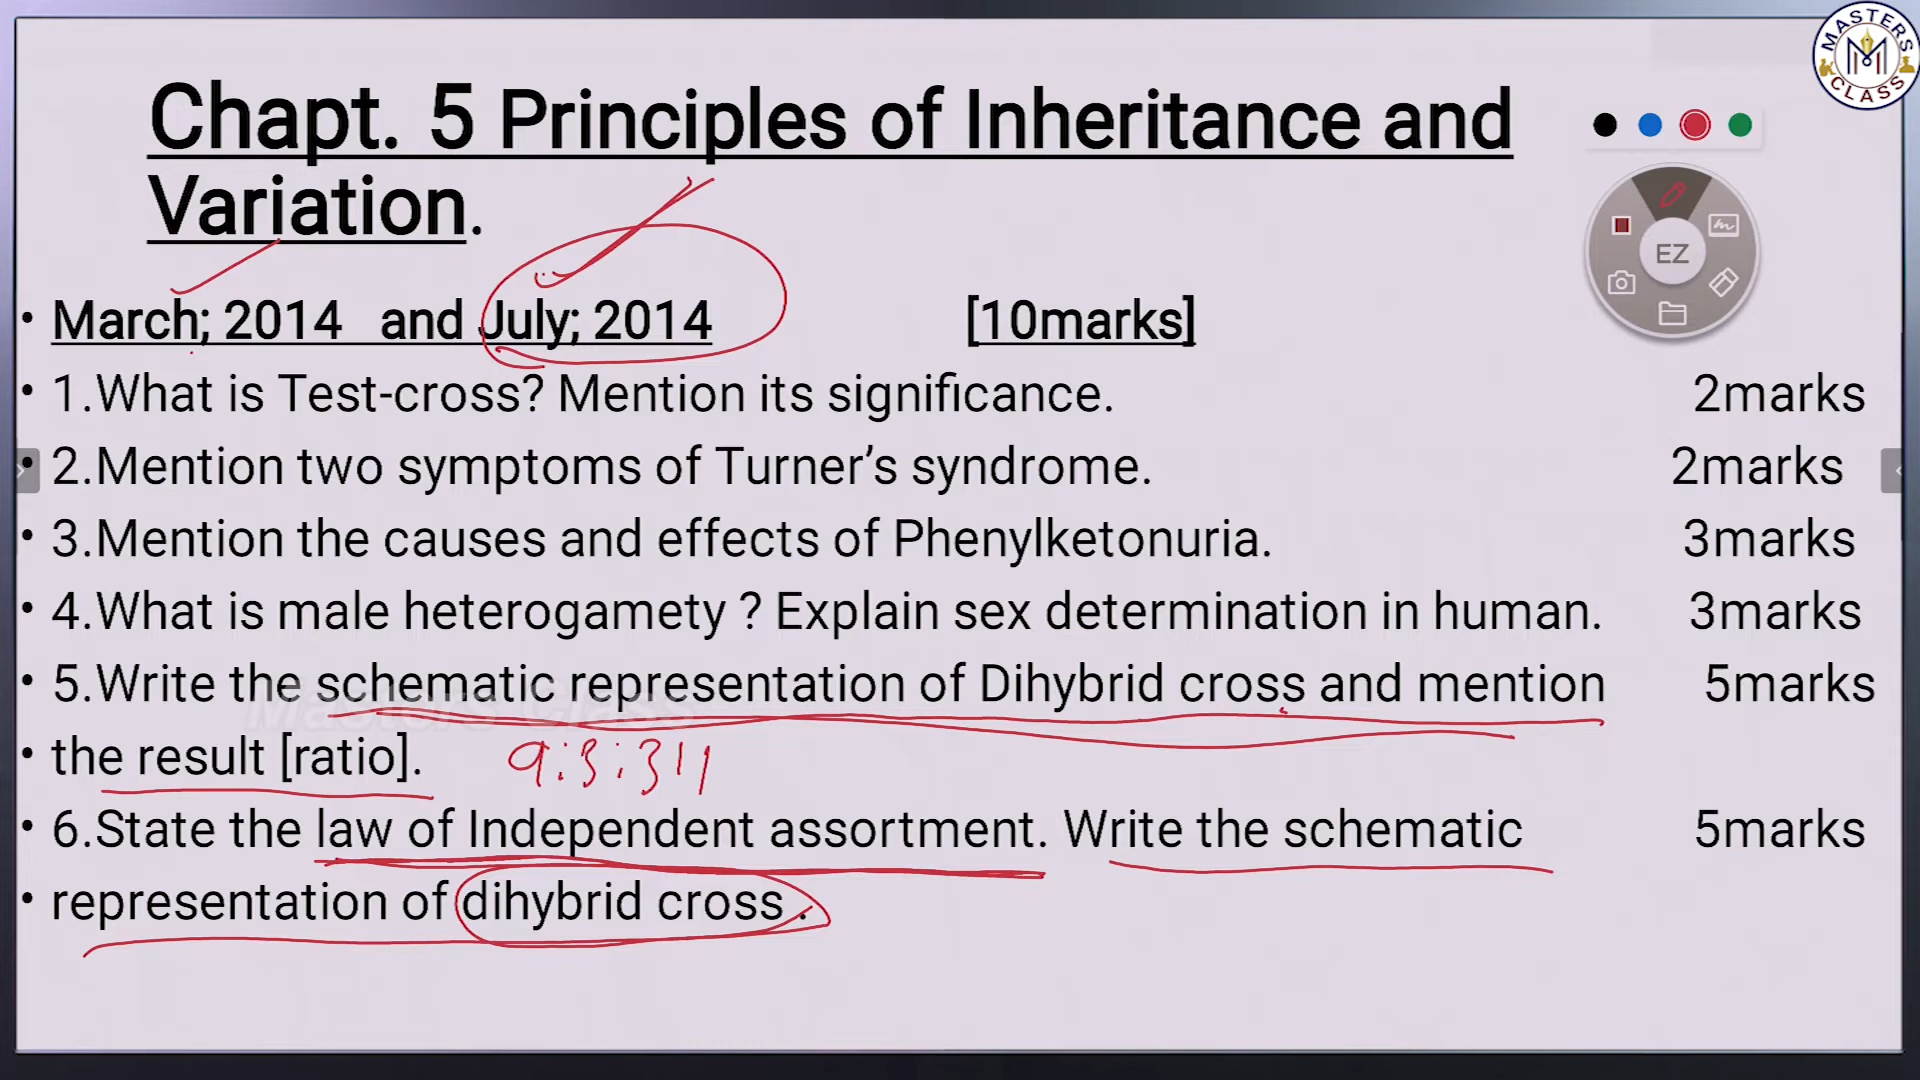 MASTERS CLASS
Chapt. 5 Principles of Inheritance and
Variation.
EZ
• March; 2014 and July; 2014 [10marks]
• 1.What is Test-cross? Mention its significance. 2marks
• 2.Mention two symptoms of Turner’s syndrome. 2marks
• 3.Mention the causes and effects of Phenylketonuria. 3marks
• 4.What is male heterogamety ? Explain sex determination in human. 3marks
• 5.Write the schematic representation of Dihybrid cross and mention 5marks
Masters Class
• the result [ratio]. 9:3:3:1
• 6.State the law of Independent assortment. Write the schematic 5marks
• representation of dihybrid cross .